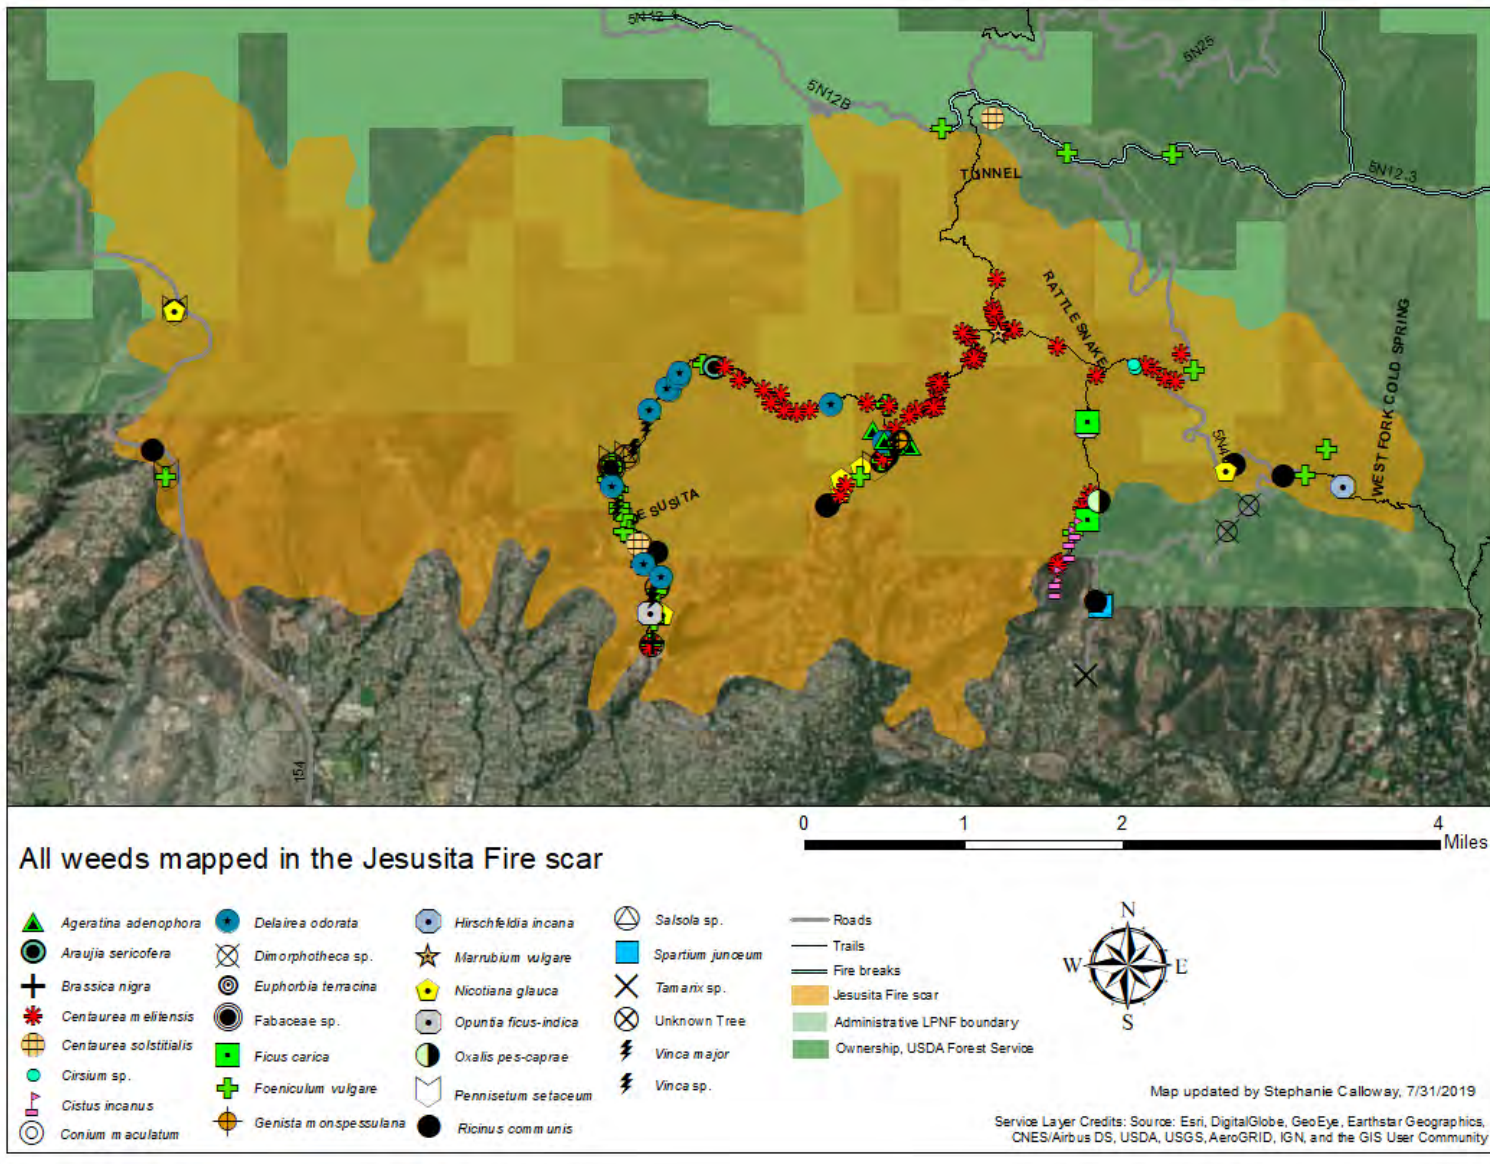 5N12.4
5N25
5N12B
5N12.3
TUNNEL
RATTLESNAKE
WEST FORK COLD SPRING
5N4
ESUSITA
154
All weeds mapped in the Jesusita Fire scar
0 1 2 4
Miles
Ageratina adenophora
Araujia sericofera
Brassica nigra
Centaurea melitensis
Centaurea solstitialis
Cirsium sp.
Cistus incanus
Conium maculatum
Delairea odorata
Dimorphotheca sp.
Euphorbia terracina
Fabaceae sp.
Ficus carica
Foeniculum vulgare
Genista monspessulana
Hirschfeldia incana
Marrubium vulgare
Nicotiana glauca
Opuntia ficus-indica
Oxalis pes-caprae
Pennisetum setaceum
Ricinus communis
Salsola sp.
Spartium junceum
Tamarix sp.
Unknown Tree
Vinca major
Vinca sp.
Roads
Trails
Fire breaks
Jesusita Fire scar
Administrative LPNF boundary
Ownership, USDA Forest Service
N
W E
S
Map updated by Stephanie Calloway, 7/31/2019
Service Layer Credits: Source: Esri, DigitalGlobe, GeoEye, Earthstar Geographics,
CNES/Airbus DS, USDA, USGS, AeroGRID, IGN, and the GIS User Community